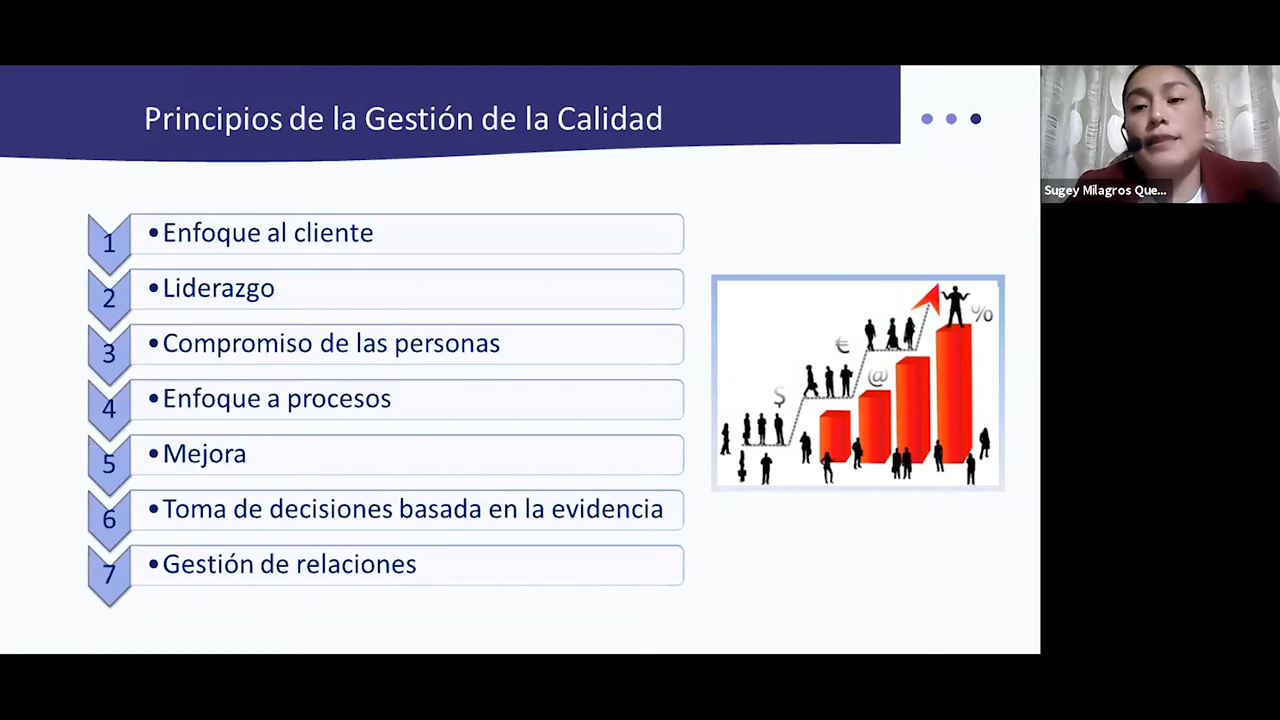 Principios de la Gestión de la Calidad
Sugey Milagros Que...
1
•Enfoque al cliente
2
•Liderazgo
3
•Compromiso de las personas
4
•Enfoque a procesos
5
•Mejora
6
•Toma de decisiones basada en la evidencia
7
•Gestión de relaciones
%
€
@
$